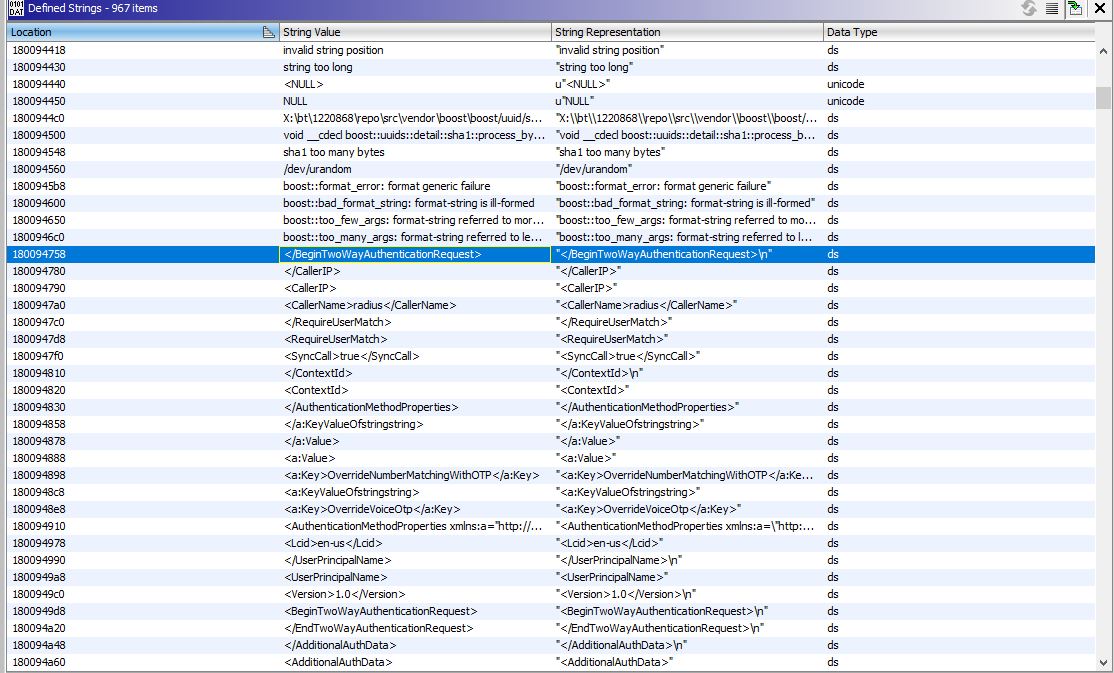 0101 DAT Defined Strings - 967 items
Location String Value String Representation Data Type
180094418 invalid string position "invalid string position" ds
180094430 string too long "string too long" ds
180094440 <NULL> u"<NULL>" unicode
180094450 NULL u"NULL" unicode
1800944c0 X:\bt\1220868\repo\src\vendor\boost\boost/uuid/s... "X:\\bt\\1220868\\repo\\src\\vendor\\boost\\boost/... ds
180094500 void __cdecl boost::uuids::detail::sha1::process_by... "void __cdecl boost::uuids::detail::sha1::process_b... ds
180094548 sha1 too many bytes "sha1 too many bytes" ds
180094560 /dev/urandom "/dev/urandom" ds
1800945b8 boost::format_error: format generic failure "boost::format_error: format generic failure" ds
180094600 boost::bad_format_string: format-string is ill-formed "boost::bad_format_string: format-string is ill-formed" ds
180094650 boost::too_few_args: format-string referred to mor... "boost::too_few_args: format-string referred to mo... ds
1800946c0 boost::too_many_args: format-string referred to le... "boost::too_many_args: format-string referred to l... ds
180094758 </BeginTwoWayAuthenticationRequest> "</BeginTwoWayAuthenticationRequest>\n" ds
180094780 </CallerIP> "</CallerIP>" ds
180094790 <CallerIP> "<CallerIP>" ds
1800947a0 <CallerName>radius</CallerName> "<CallerName>radius</CallerName>" ds
1800947c0 </RequireUserMatch> "</RequireUserMatch>" ds
1800947d8 <RequireUserMatch> "<RequireUserMatch>" ds
1800947f0 <SyncCall>true</SyncCall> "<SyncCall>true</SyncCall>" ds
180094810 </ContextId> "</ContextId>\n" ds
180094820 <ContextId> "<ContextId>" ds
180094830 </AuthenticationMethodProperties> "</AuthenticationMethodProperties>" ds
180094858 </a:KeyValueOfstringstring> "</a:KeyValueOfstringstring>" ds
180094878 </a:Value> "</a:Value>" ds
180094888 <a:Value> "<a:Value>" ds
180094898 <a:Key>OverrideNumberMatchingWithOTP</a:Key> "<a:Key>OverrideNumberMatchingWithOTP</a:Ke... ds
1800948c8 <a:KeyValueOfstringstring> "<a:KeyValueOfstringstring>" ds
1800948e8 <a:Key>OverrideVoiceOtp</a:Key> "<a:Key>OverrideVoiceOtp</a:Key>" ds
180094910 <AuthenticationMethodProperties xmlns:a="http://... "<AuthenticationMethodProperties xmlns:a=\"http:... ds
180094978 <Lcid>en-us</Lcid> "<Lcid>en-us</Lcid>" ds
180094990 </UserPrincipalName> "</UserPrincipalName>\n" ds
1800949a8 <UserPrincipalName> "<UserPrincipalName>" ds
1800949c0 <Version>1.0</Version> "<Version>1.0</Version>\n" ds
1800949d8 <BeginTwoWayAuthenticationRequest> "<BeginTwoWayAuthenticationRequest>\n" ds
180094a20 </EndTwoWayAuthenticationRequest> "</EndTwoWayAuthenticationRequest>\n" ds
180094a48 </AdditionalAuthData> "</AdditionalAuthData>\n" ds
180094a60 <AdditionalAuthData> "<AdditionalAuthData>" ds